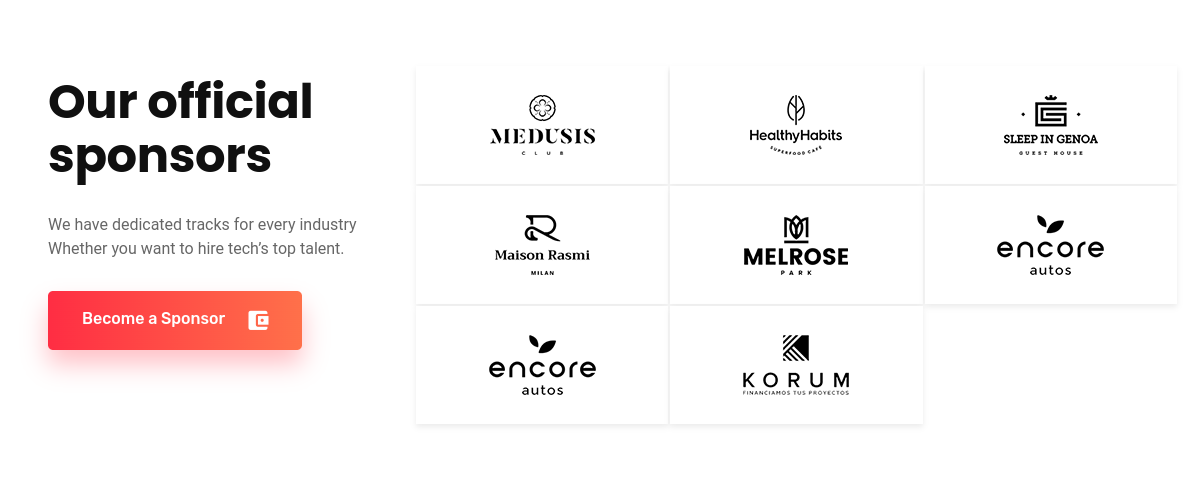 Our official
sponsors
We have dedicated tracks for every industry
Whether you want to hire tech’s top talent.
Become a Sponsor
MEDUSIS
CLUB
HealthyHabits
SUPERFOOD CAFE
SLEEP IN GENOA
GUEST HOUSE
Maison Rasmi
MILAN
MELROSE
PARK
encore
autos
encore
autos
KORUM
FINANCIAMOS TUS PROYECTOS